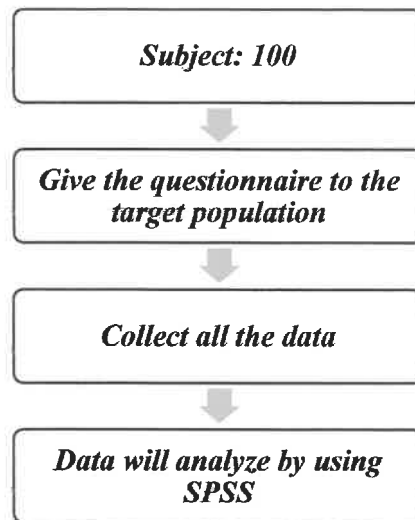 Subject: 100
Give the questionnaire to the
target population
Collect all the data
Data will analyze by using
SPSS